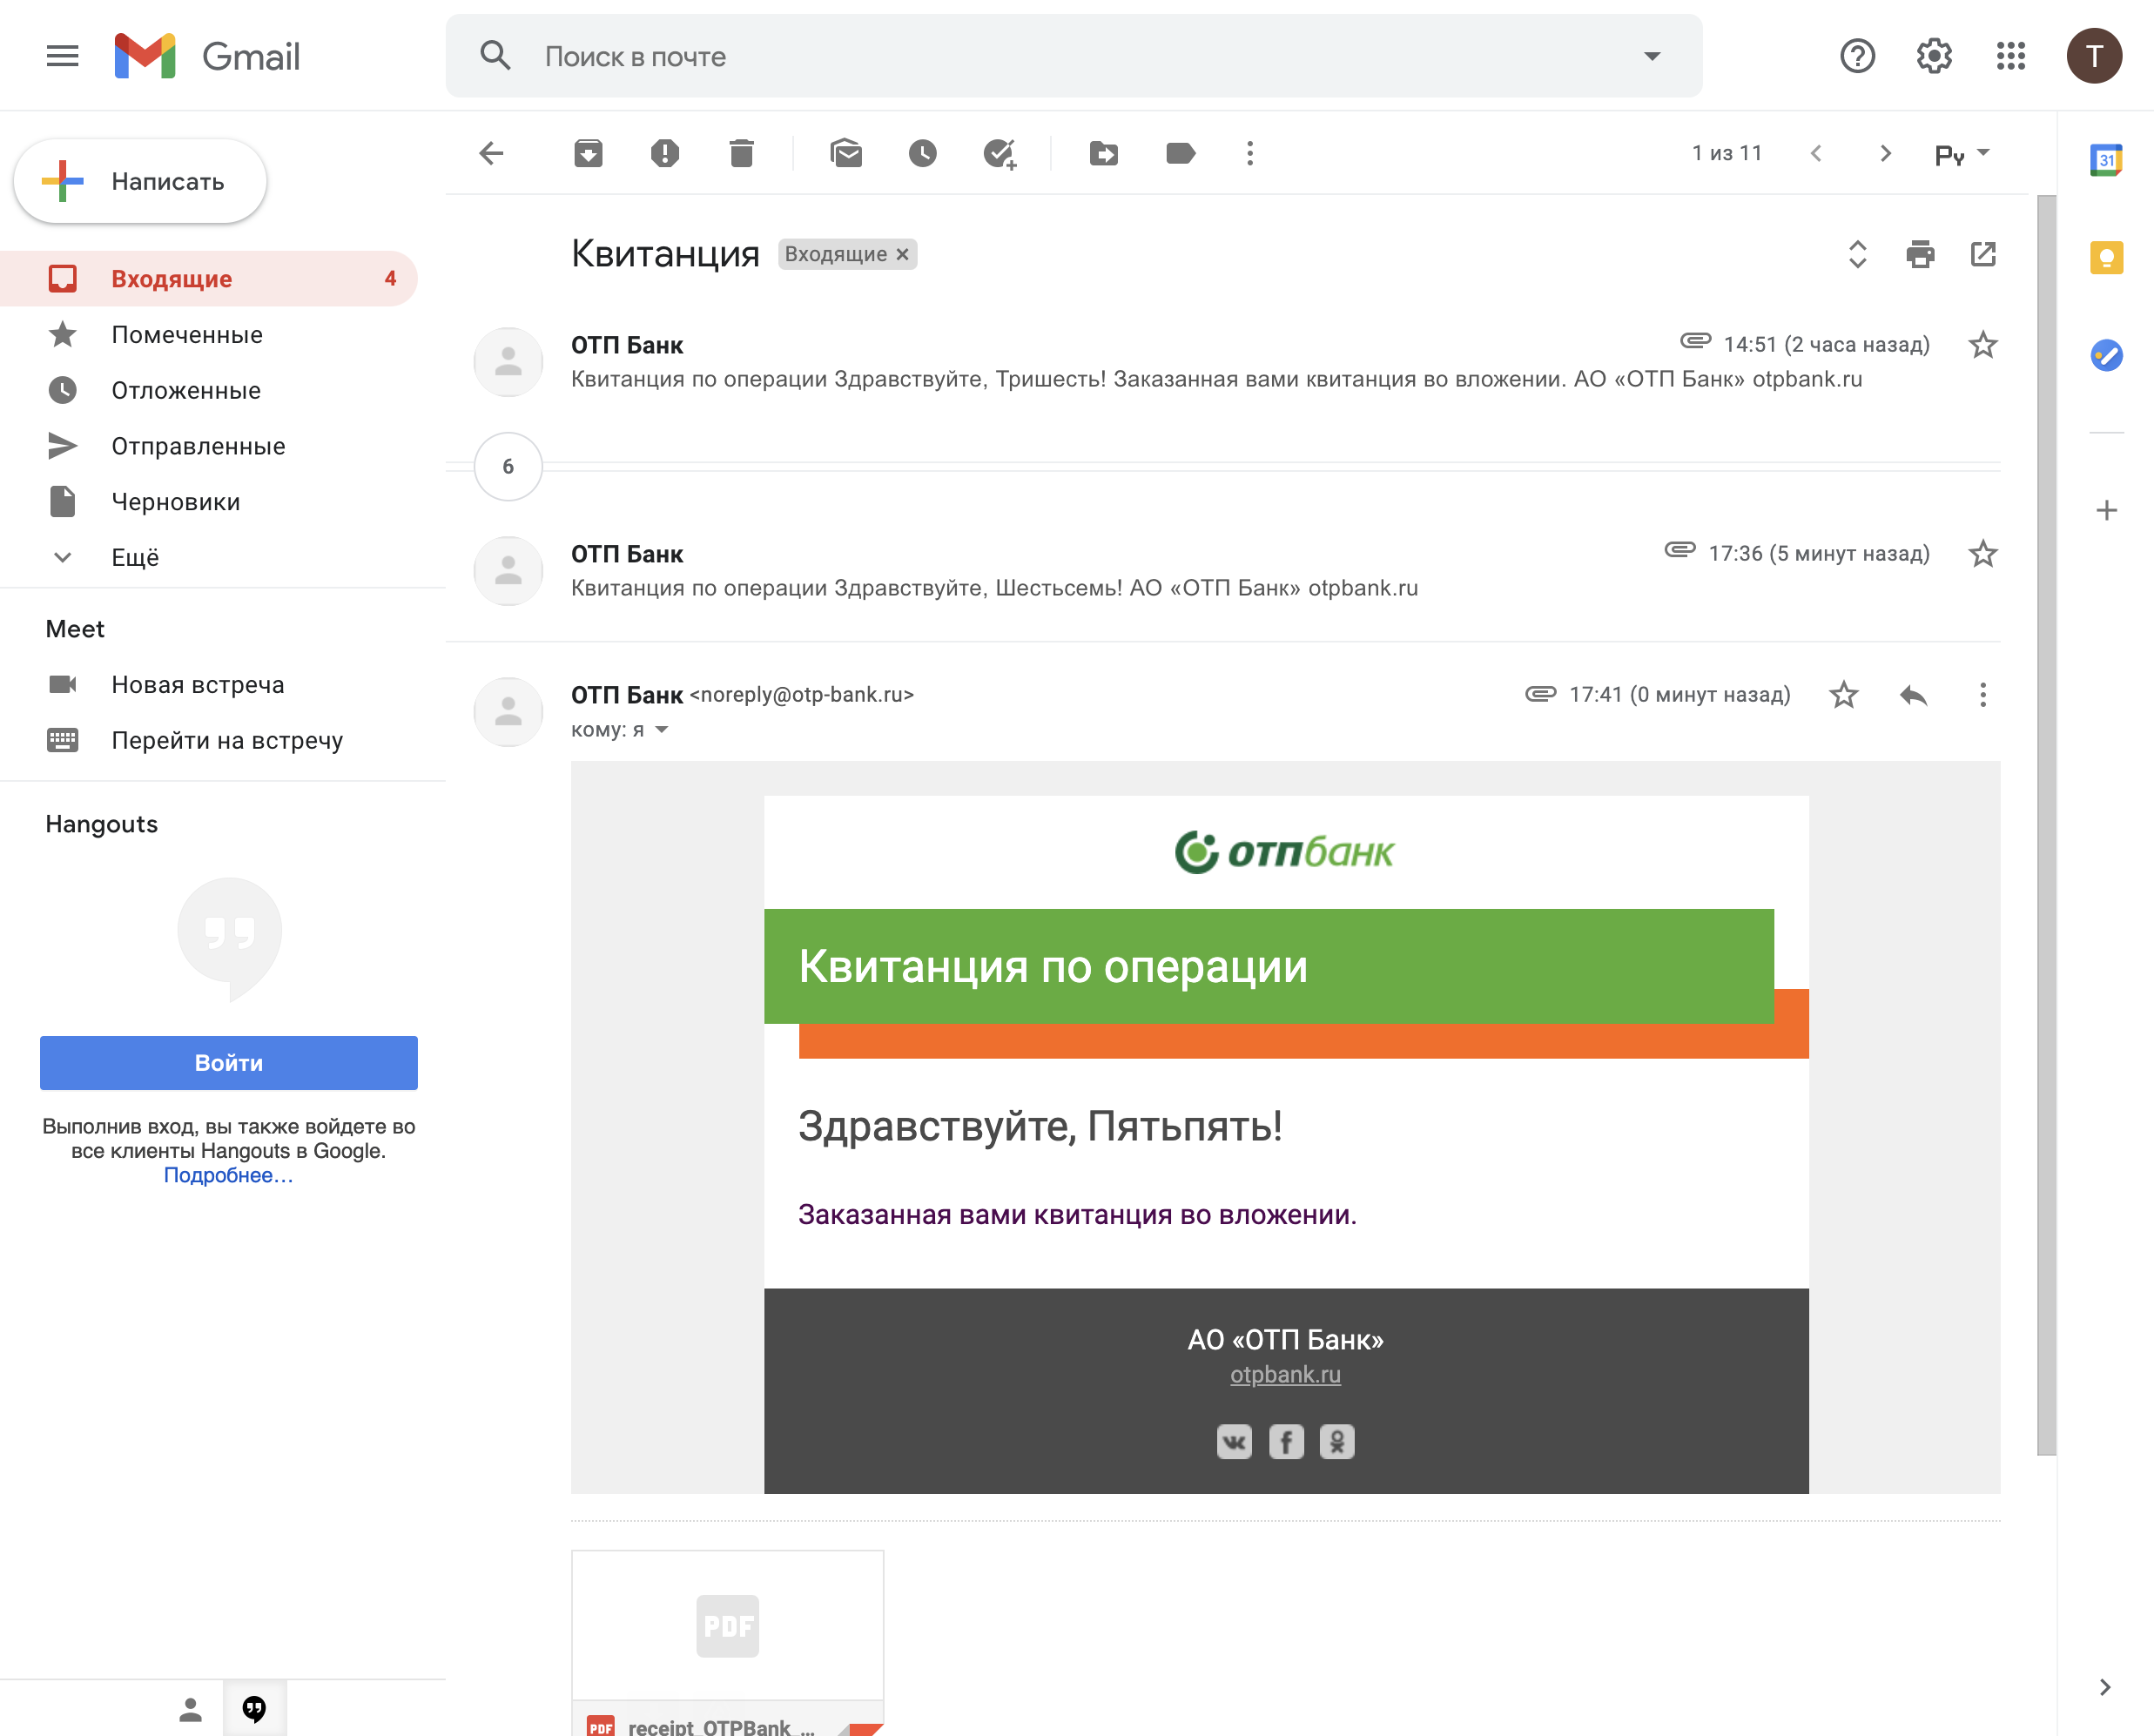 Gmail
Поиск в почте
T
Написать
1 из 11
Ру
31
Входящие 4
Помеченные
Отложенные
Отправленные
Черновики
Ещё
Meet
Новая встреча
Перейти на встречу
Hangouts
Войти
Выполнив вход, вы также войдете во
все клиенты Hangouts в Google.
Подробнее…
Квитанция Входящие ×
ОТП Банк 14:51 (2 часа назад)
Квитанция по операции Здравствуйте, Тришесть! Заказанная вами квитанция во вложении. АО «ОТП Банк» otpbank.ru
6
ОТП Банк 17:36 (5 минут назад)
Квитанция по операции Здравствуйте, Шестьсемь! АО «ОТП Банк» otpbank.ru
ОТП Банк <noreply@otp-bank.ru> 17:41 (0 минут назад)
кому: я
отпбанк
Квитанция по операции
Здравствуйте, Пятьпять!
Заказанная вами квитанция во вложении.
АО «ОТП Банк»
otpbank.ru
PDF
PDF receipt_OTPBank_...